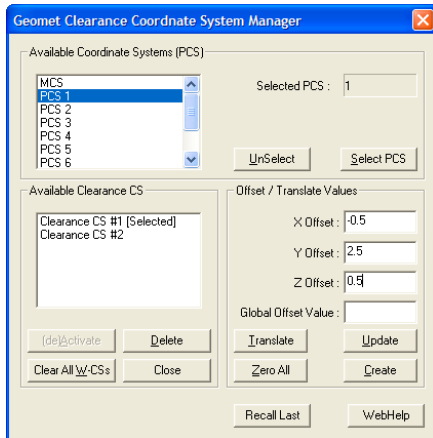 Geomet Clearance Coordnate System Manager
Available Coordinate Systems (PCS)
MCS
PCS 1
PCS 2
PCS 3
PCS 4
PCS 5
PCS 6
Selected PCS : 1
UnSelect
Select PCS
Available Clearance CS
Clearance CS #1 [Selected]
Clearance CS #2
(de)Activate
Delete
Clear All W-CSs
Close
Offset / Translate Values
X Offset : -0.5
Y Offset : 2.5
Z Offset : 0.5
Global Offset Value :
Translate
Update
Zero All
Create
Recall Last
WebHelp